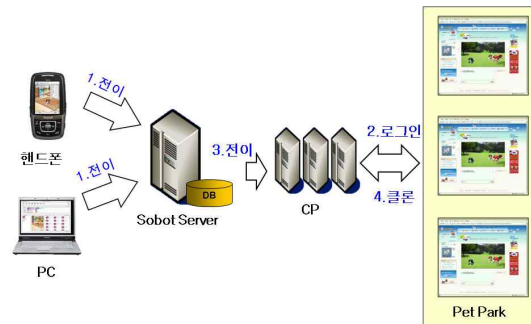 1.전이
핸드폰
1.전이
PC
DB
Sobot Server
3.전이
CP
2.로그인
4.클론
Pet Park